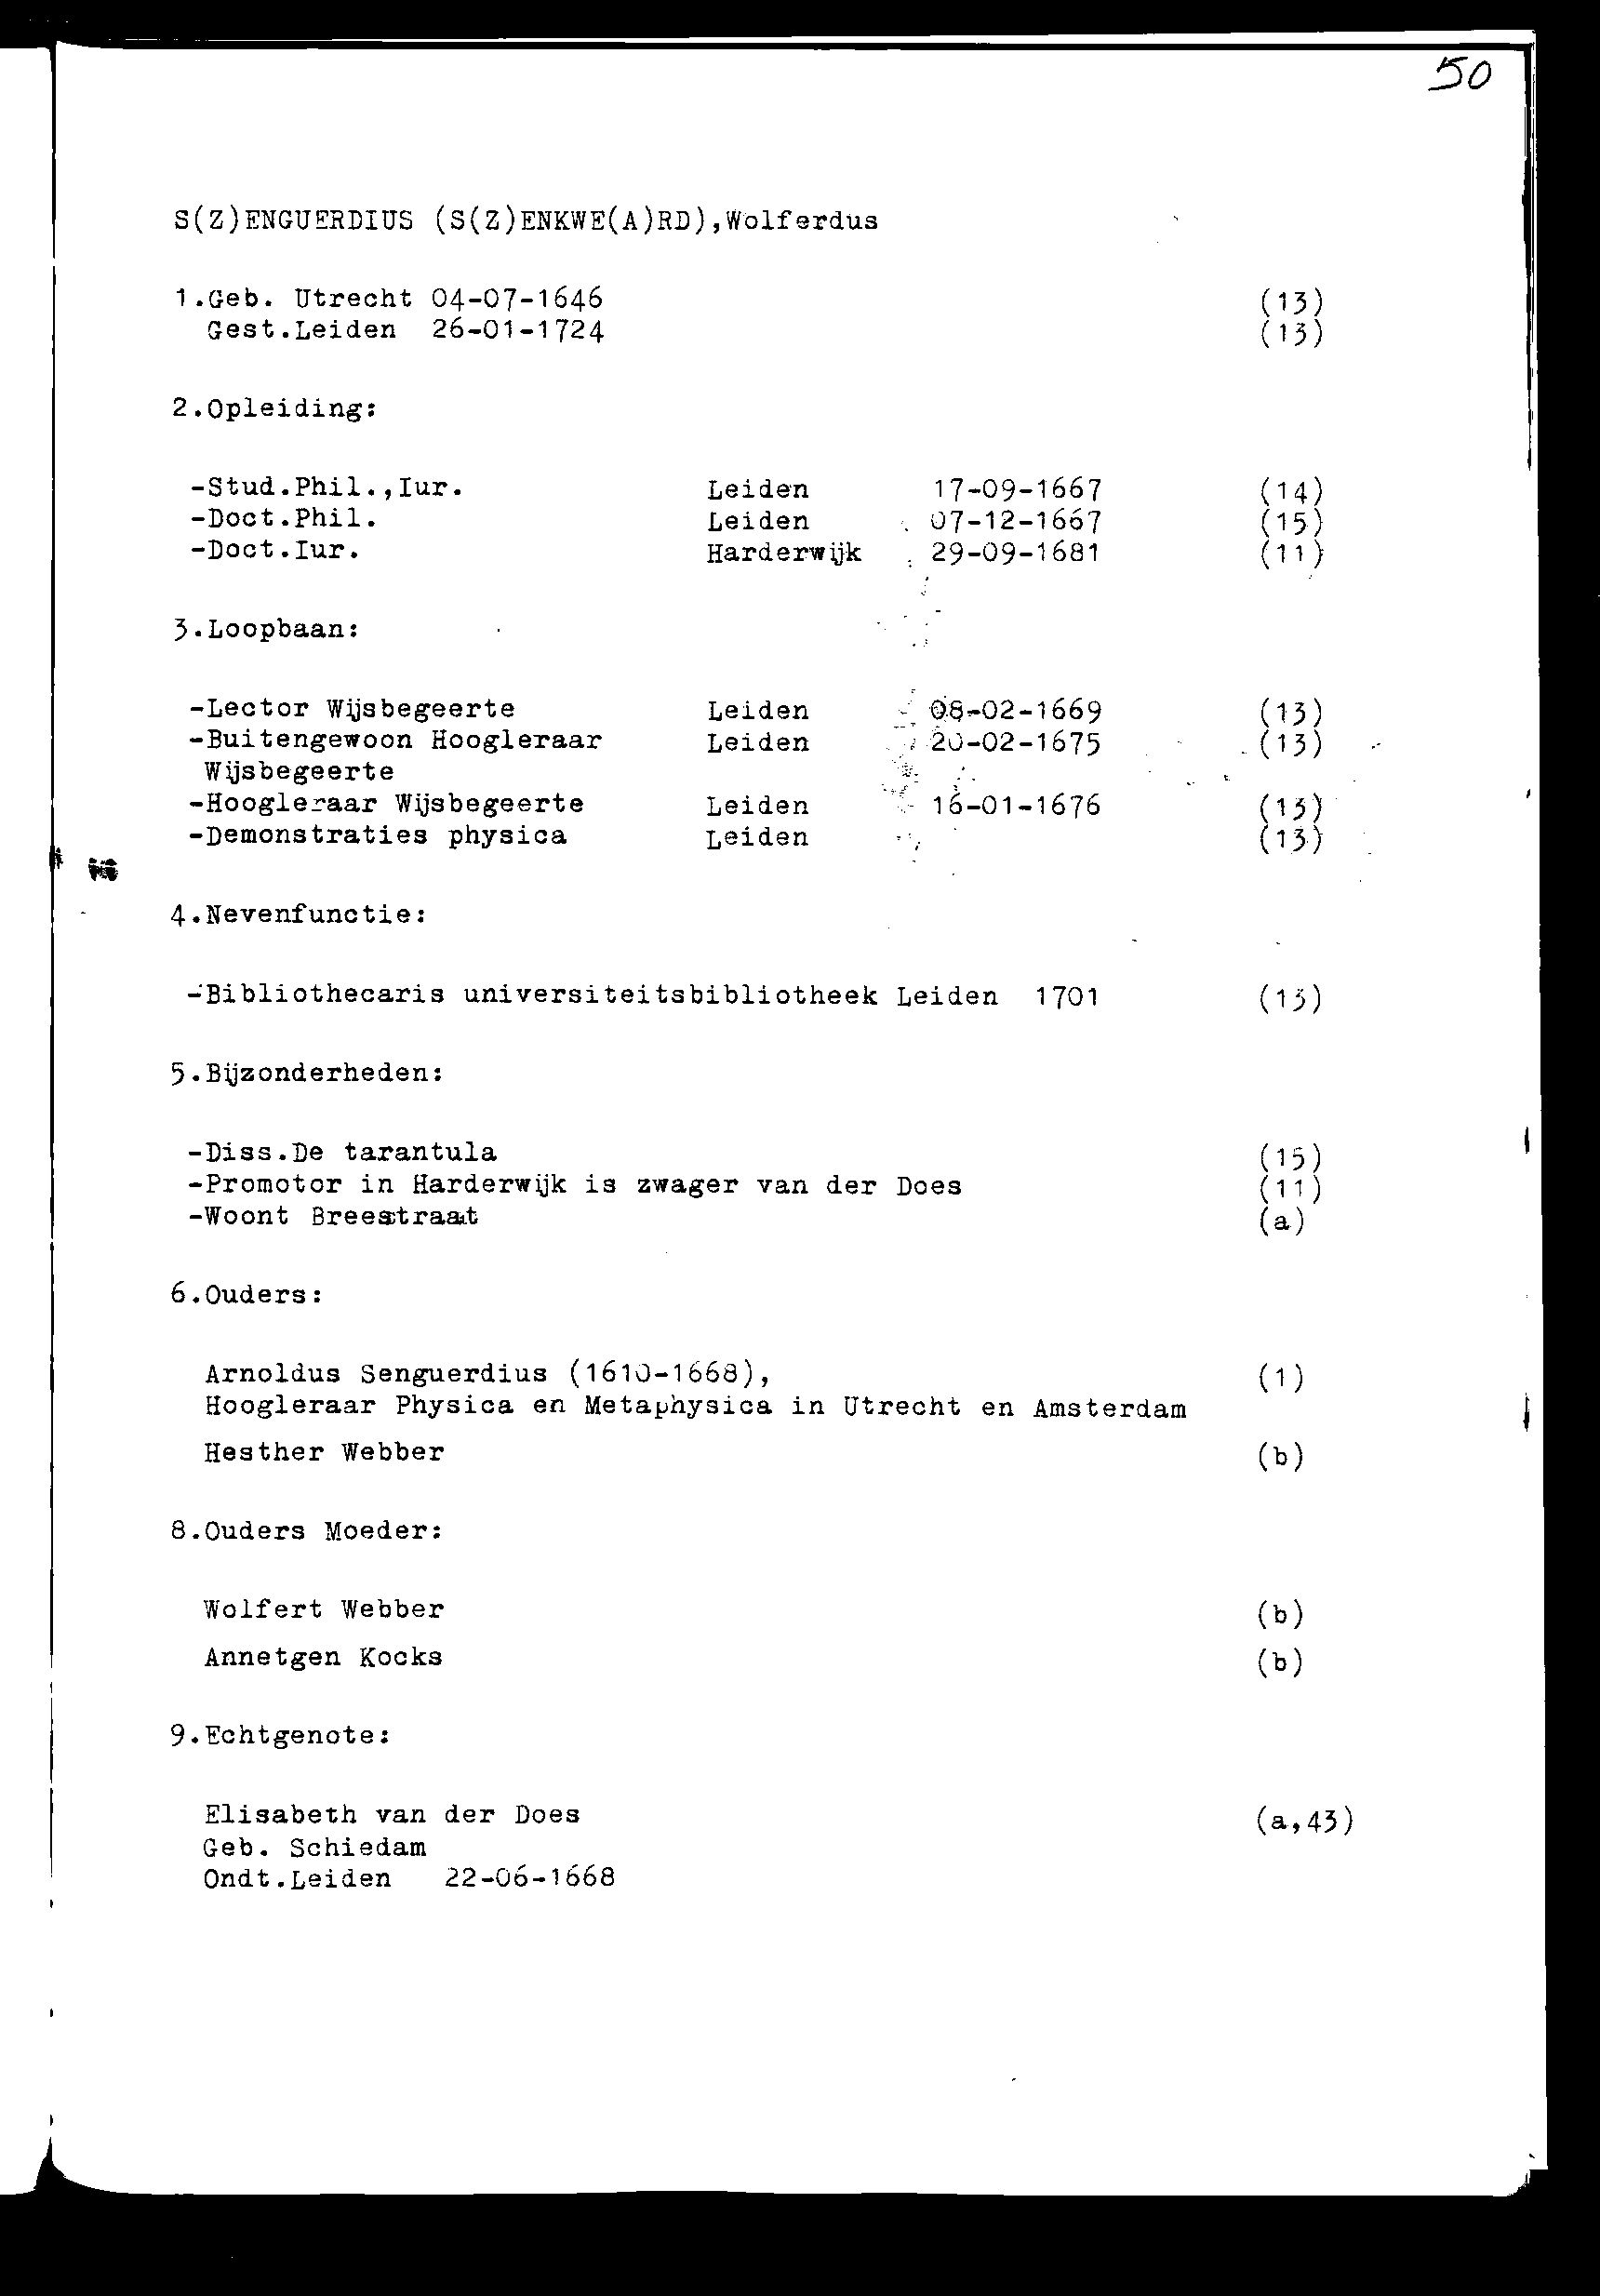 50
S(Z)ENGUERDIUS (S(Z)ENKWE(A)RD),Wolferdus
1.Geb. Utrecht 04-07-1646 (13)
Gest.Leiden 26-01-1724 (13)
2.Opleiding:
-Stud.Phil.,Iur. Leiden 17-09-1667 (14)
-Doct.Phil. Leiden 07-12-1667 (15)
-Doct.Iur. Harderwijk 29-09-1681 (11)
3.Loopbaan:
-Lector Wijsbegeerte Leiden 08-02-1669 (13)
-Buitengewoon Hoogleraar Leiden 20-02-1675 (13)
Wijsbegeerte
-Hoogleraar Wijsbegeerte Leiden 16-01-1676 (13)
-Demonstraties physica Leiden (13)
4.Nevenfunctie:
-Bibliothecaris universiteitsbibliotheek Leiden 1701 (13)
5.Bijzonderheden:
-Diss.De tarantula (15)
-Promotor in Harderwijk is zwager van der Does (11)
-Woont Breestraat (a)
6.Ouders:
Arnoldus Senguerdius (1610-1668), (1)
Hoogleraar Physica en Metaphysica in Utrecht en Amsterdam
Hesther Webber (b)
8.Ouders Moeder:
Wolfert Webber (b)
Annetgen Kocks (b)
9.Echtgenote:
Elisabeth van der Does (a,43)
Geb. Schiedam
Ondt.Leiden 22-06-1668